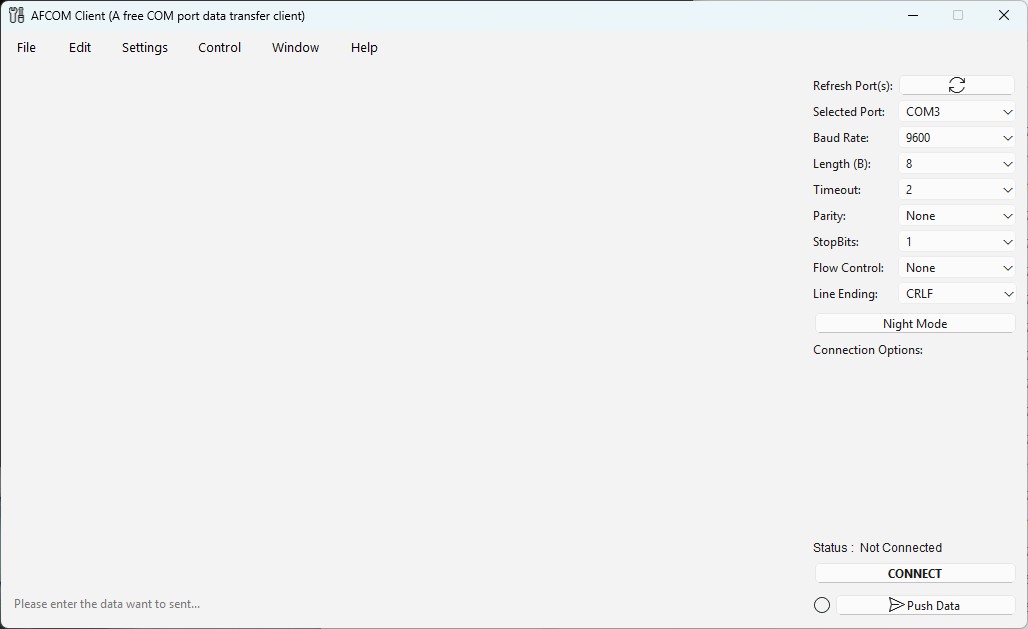 AFCOM Client (A free COM port data transfer client)
File Edit Settings Control Window Help
Refresh Port(s):
Selected Port: COM3
Baud Rate: 9600
Length (B): 8
Timeout: 2
Parity: None
StopBits: 1
Flow Control: None
Line Ending: CRLF
Night Mode
Connection Options:
Status : Not Connected
CONNECT
Please enter the data want to sent...
Push Data